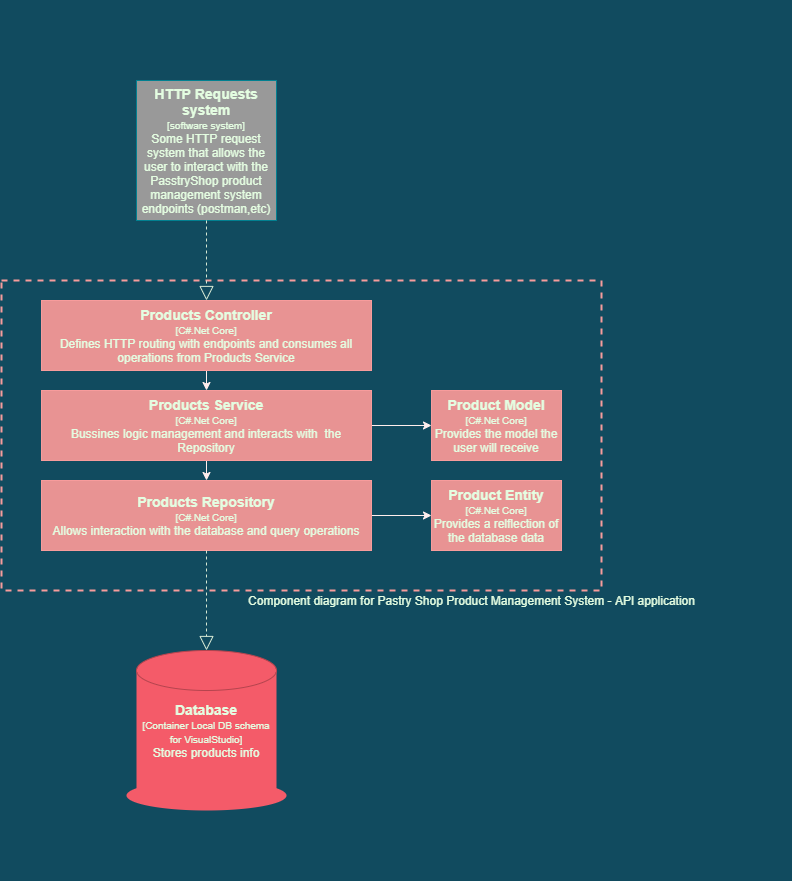 HTTP Requests
system
[software system]
Some HTTP request
system that allows the
user to interact with the
PasstryShop product
management system
endpoints (postman,etc)
Products Controller
[C#.Net Core]
Defines HTTP routing with endpoints and consumes all
operations from Products Service
Products Service
[C#.Net Core]
Bussines logic management and interacts with  the
Repository
Product Model
[C#.Net Core]
Provides the model the
user will receive
Products Repository
[C#.Net Core]
Allows interaction with the database and query operations
Product Entity
[C#.Net Core]
Provides a relflection of
the database data
Component diagram for Pastry Shop Product Management System - API application
Database
[Container Local DB schema
for VisualStudio]
Stores products info